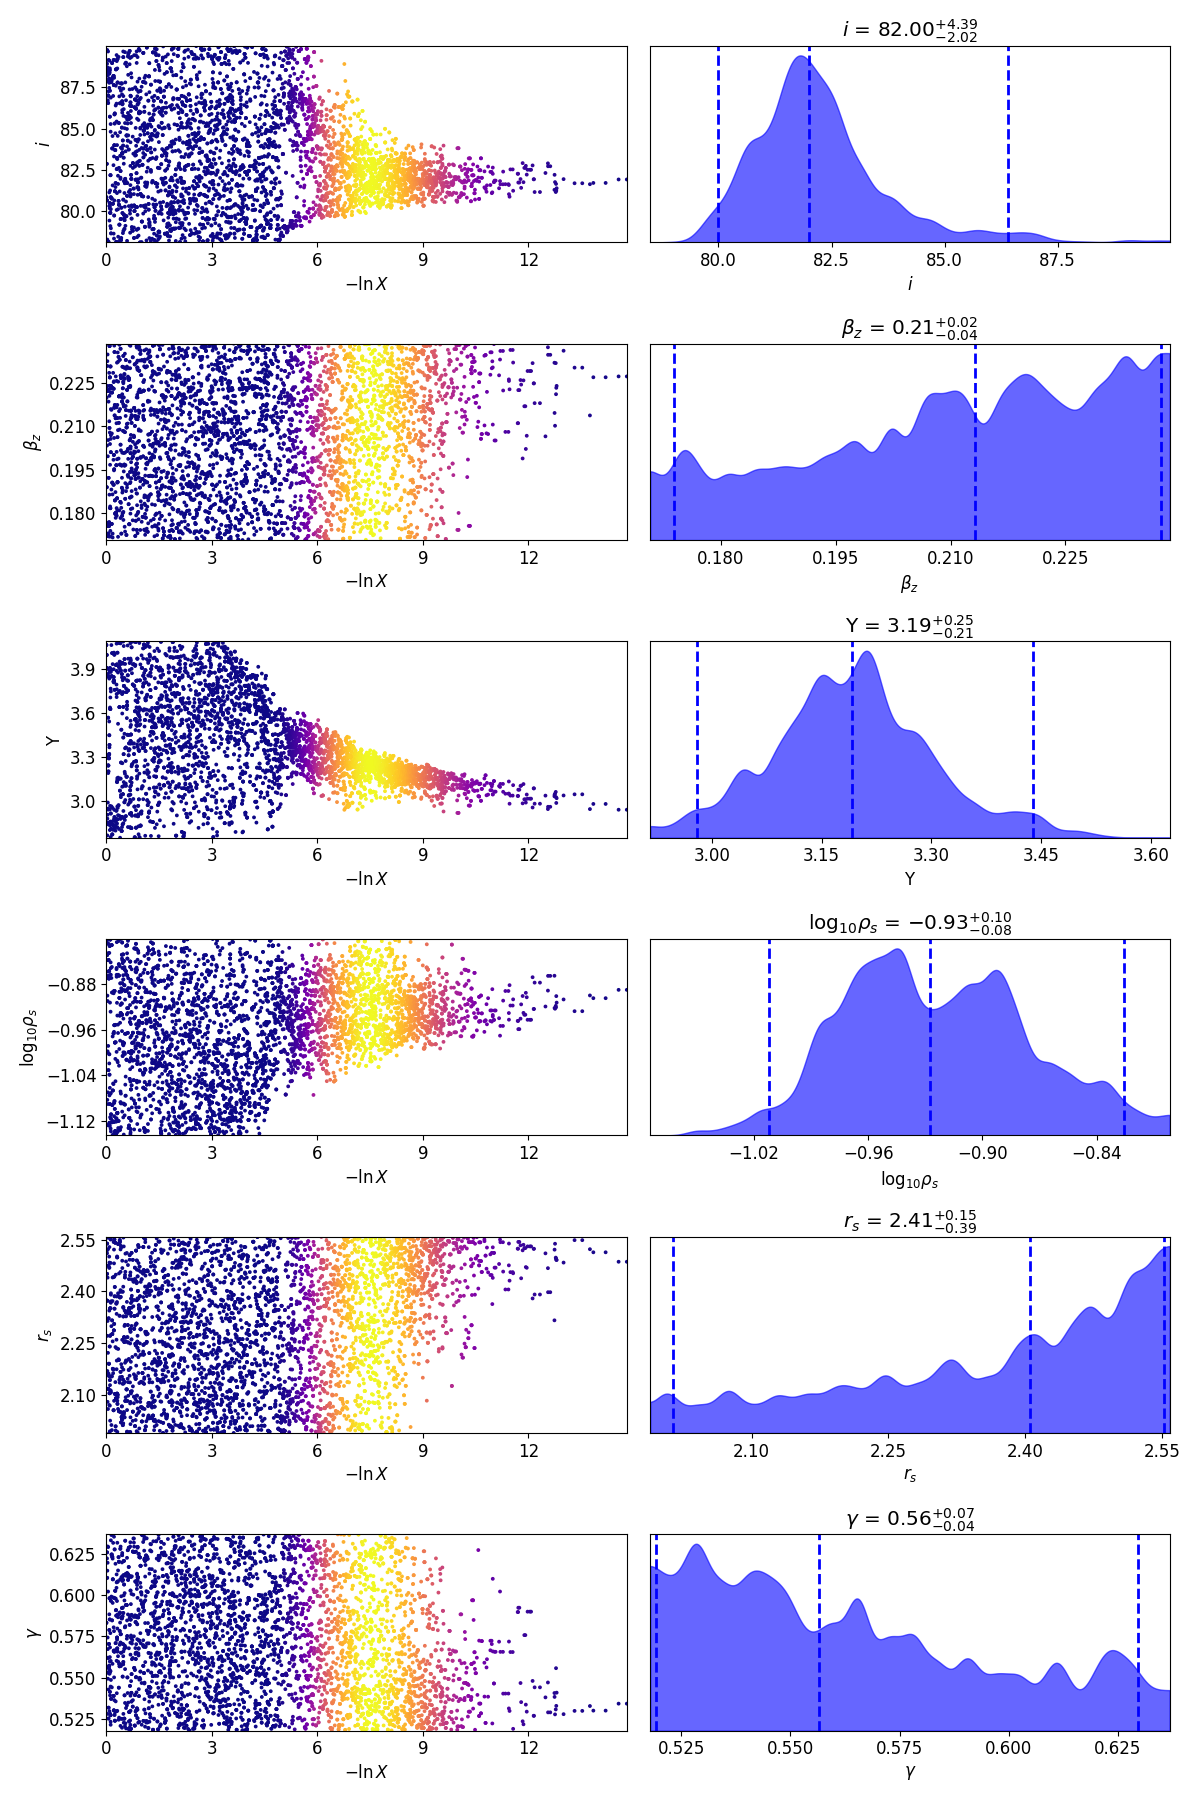 i = 82.00^{+4.39}_{-2.02}
87.5
85.0
82.5
80.0
i
0 3 6 9 12
−ln X
80.0 82.5 85.0 87.5
i
β_z = 0.21^{+0.02}_{-0.04}
0.225
0.210
0.195
0.180
β_z
0 3 6 9 12
−ln X
0.180 0.195 0.210 0.225
β_z
Y = 3.19^{+0.25}_{-0.21}
3.9
3.6
3.3
3.0
Y
0 3 6 9 12
−ln X
3.00 3.15 3.30 3.45 3.60
Y
log₁₀ρ_s = −0.93^{+0.10}_{-0.08}
−0.88
−0.96
−1.04
−1.12
log₁₀ρ_s
0 3 6 9 12
−ln X
−1.02 −0.96 −0.90 −0.84
log₁₀ρ_s
r_s = 2.41^{+0.15}_{-0.39}
2.55
2.40
2.25
2.10
r_s
0 3 6 9 12
−ln X
2.10 2.25 2.40 2.55
r_s
γ = 0.56^{+0.07}_{-0.04}
0.625
0.600
0.575
0.550
0.525
γ
0 3 6 9 12
−ln X
0.525 0.550 0.575 0.600 0.625
γ